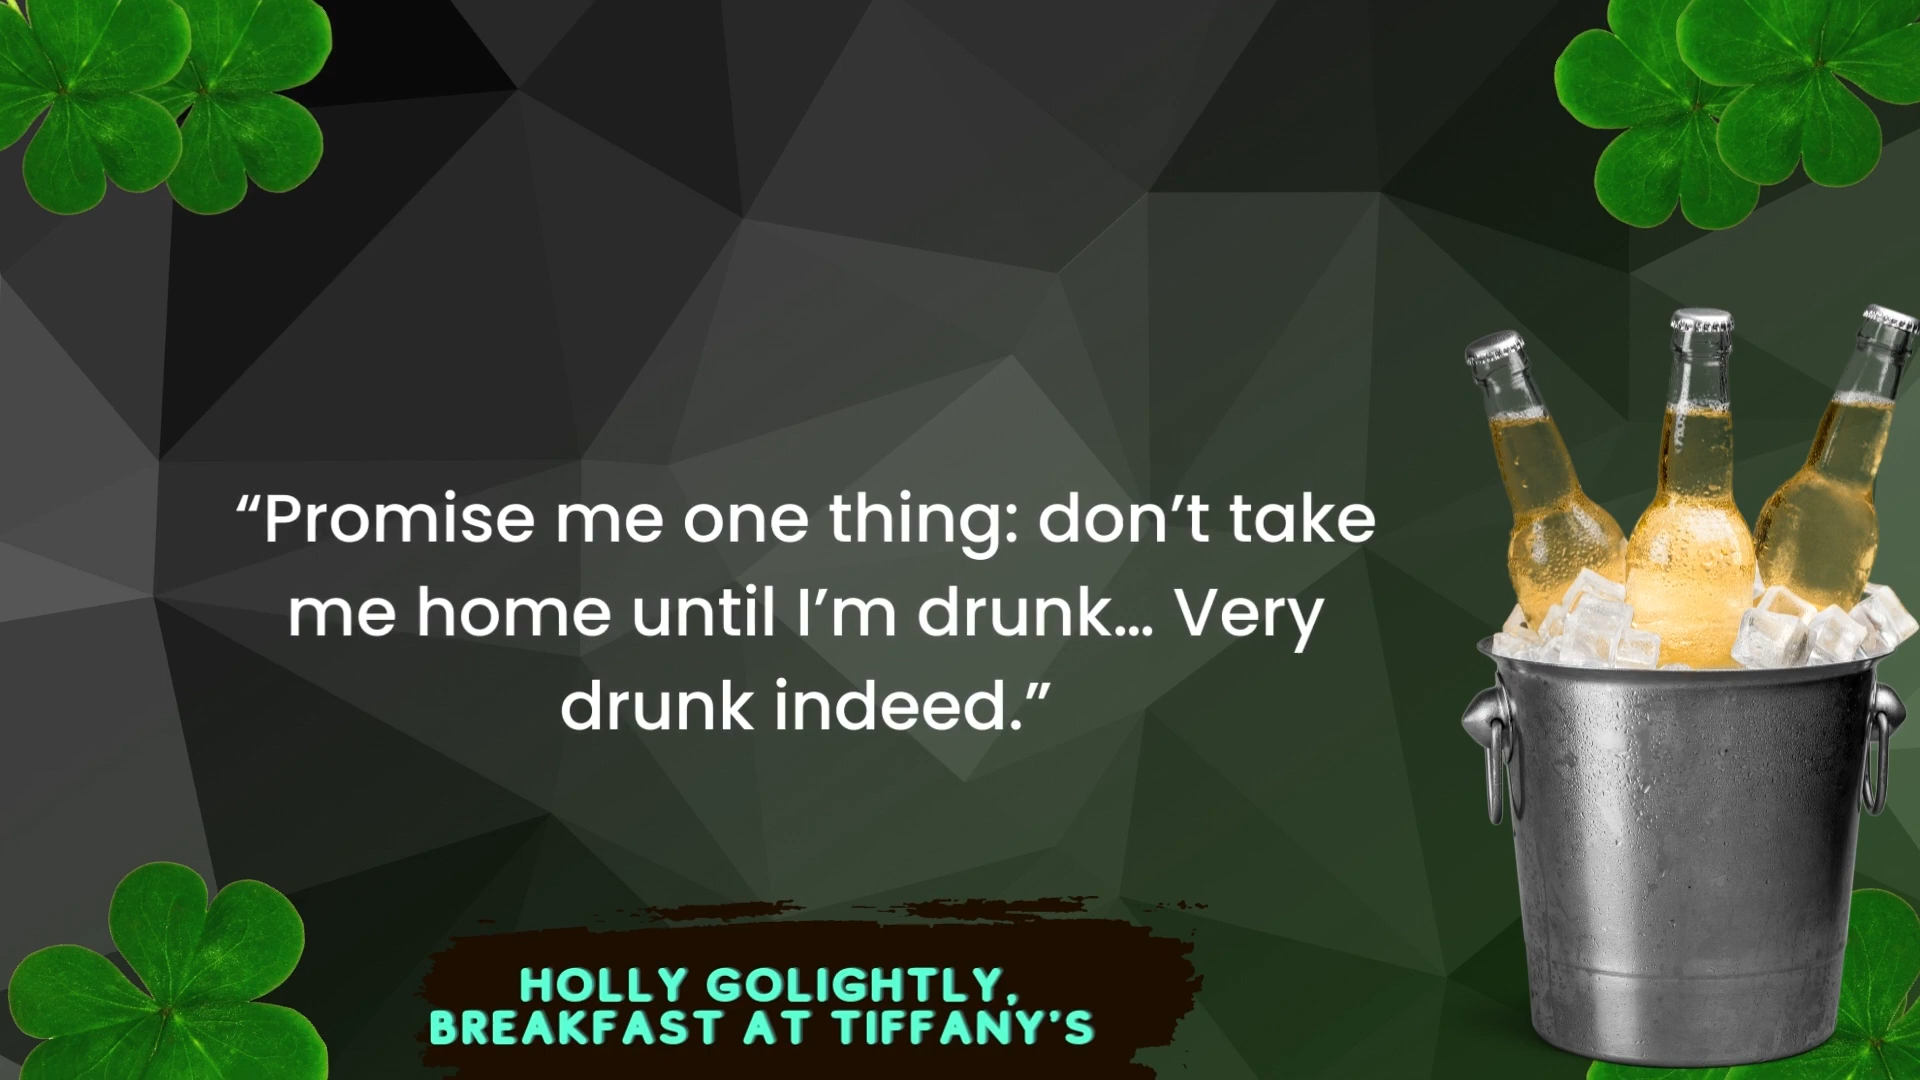 “Promise me one thing: don’t take
me home until I’m drunk... Very
drunk indeed.”
HOLLY GOLIGHTLY,
BREAKFAST AT TIFFANY’S